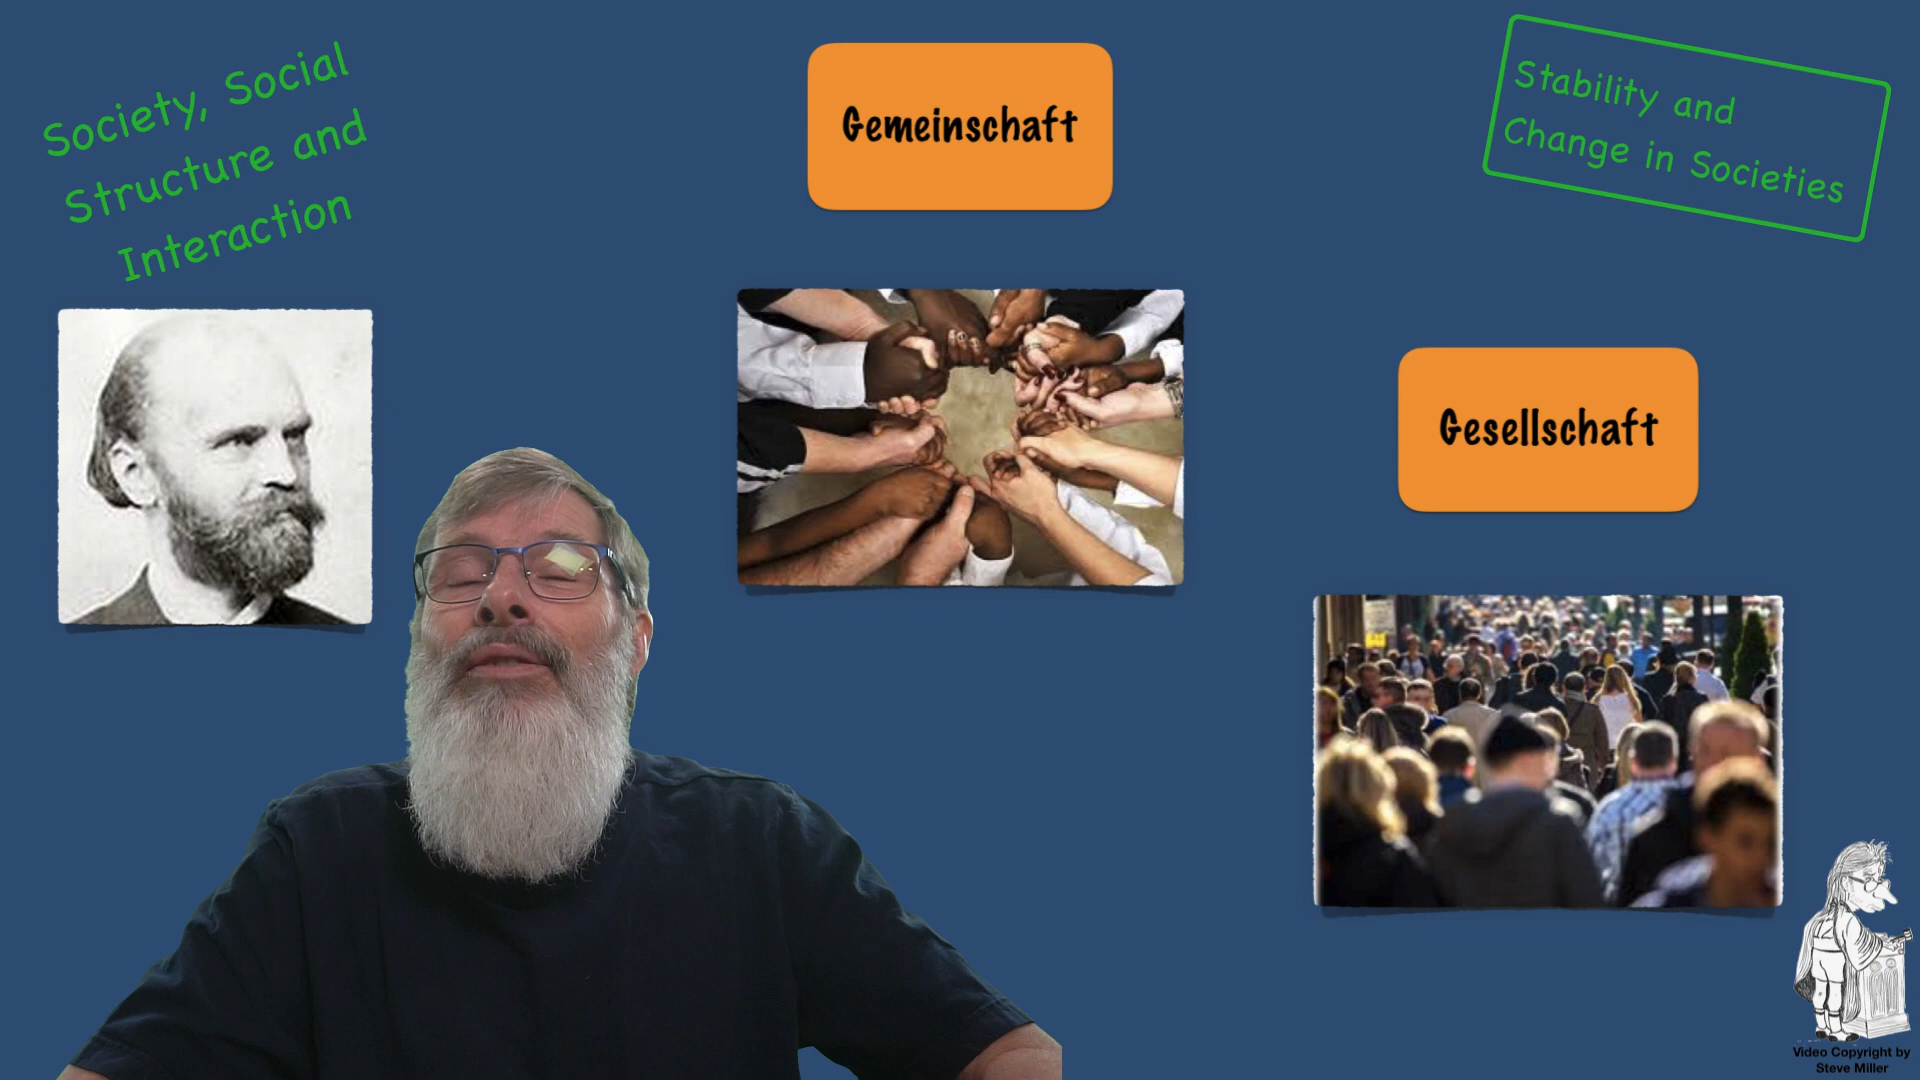 Society, Social
Structure and
Interaction
Gemeinschaft
Stability and
Change in Societies
Gesellschaft
Video Copyright by
Steve Miller